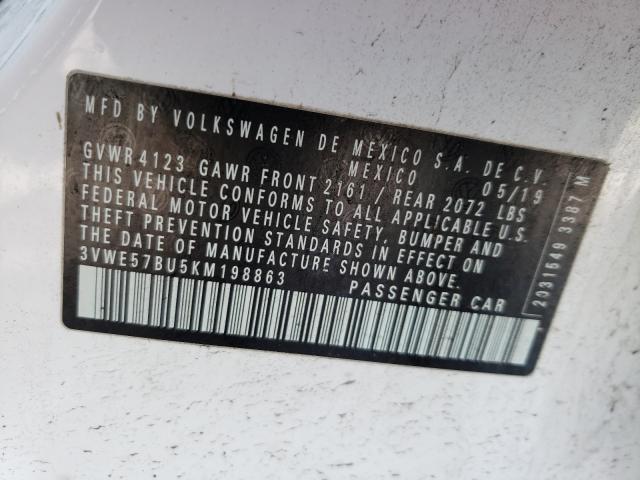 MFD BY VOLKSWAGEN DE MEXICO S.A. DE C.V.
MEXICO 05/19
GVWR 4123 GAWR FRONT 2161 / REAR 2072 LBS
THIS VEHICLE CONFORMS TO ALL APPLICABLE U.S.
FEDERAL MOTOR VEHICLE SAFETY, BUMPER AND
THEFT PREVENTION STANDARDS IN EFFECT ON
THE DATE OF MANUFACTURE SHOWN ABOVE.
3VWE57BU5KM198863 PASSENGER CAR
2031649 3387 M